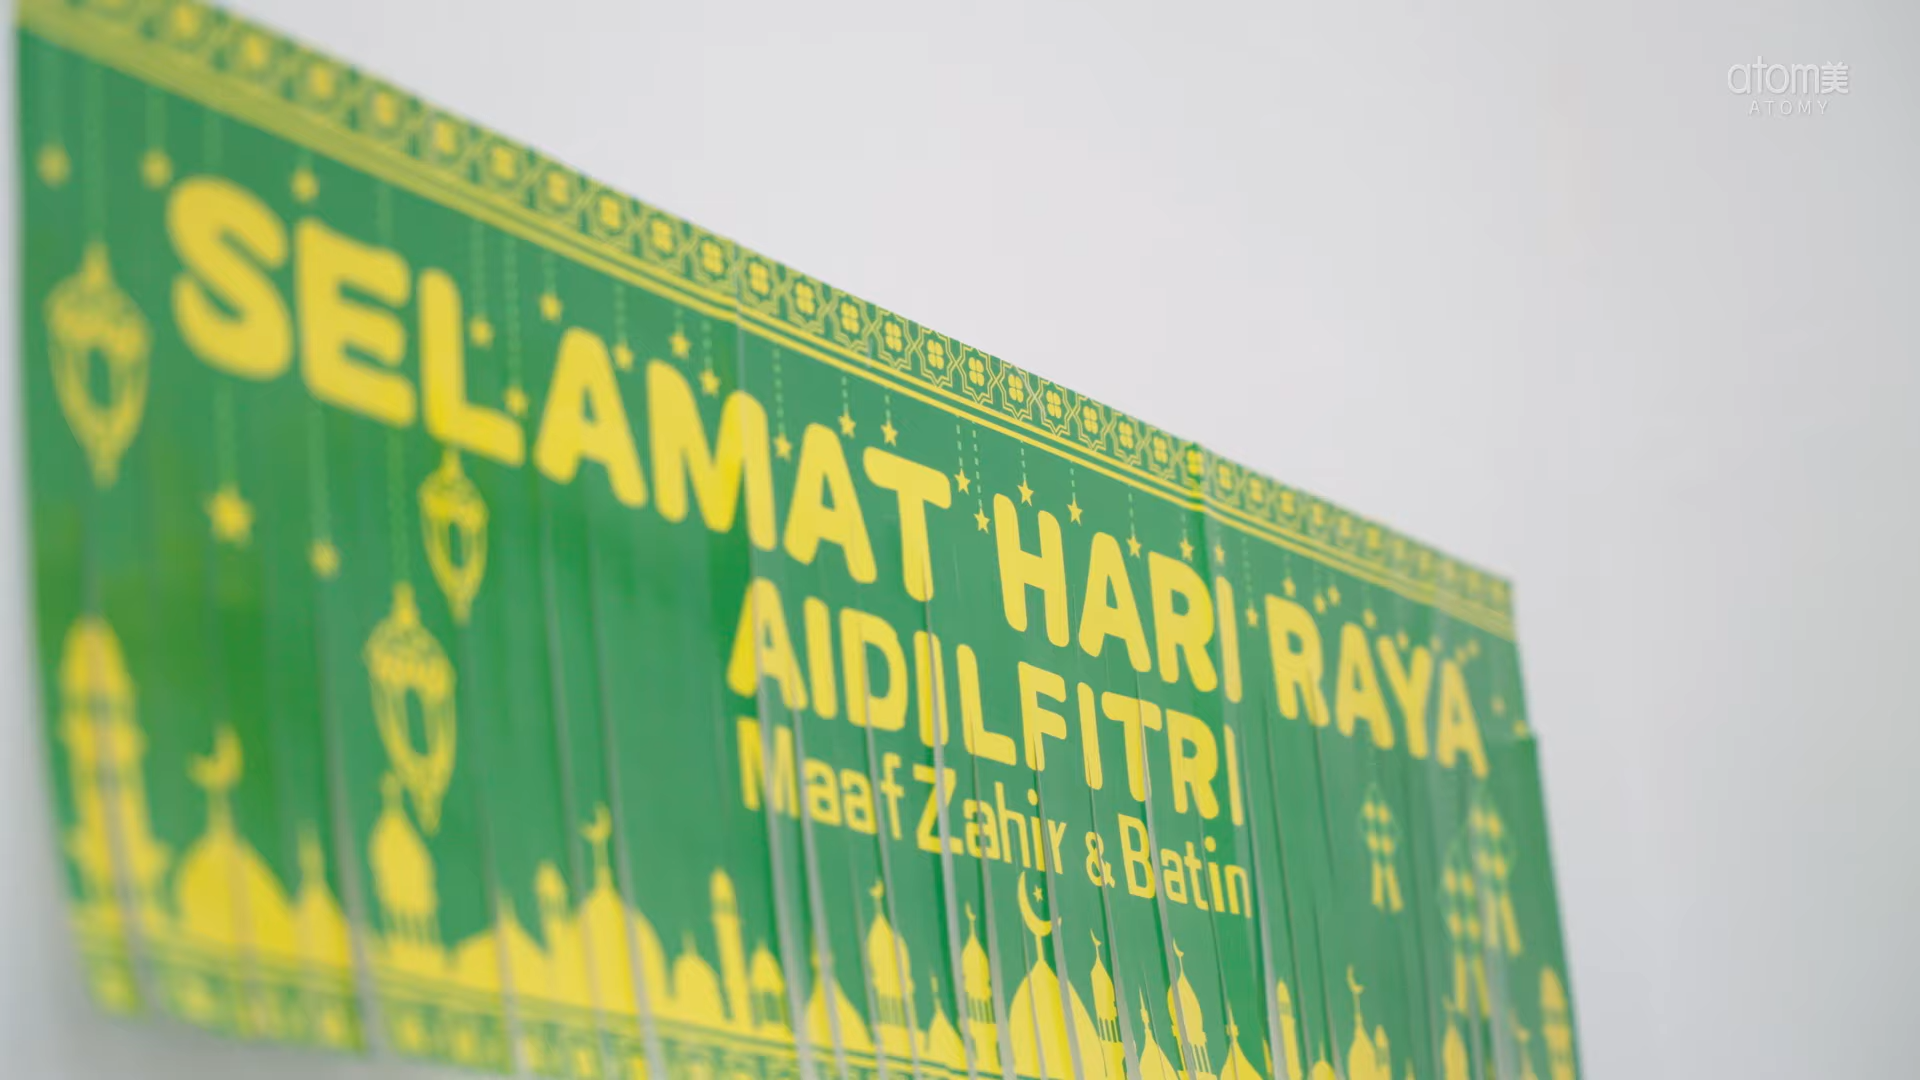 atom美
ATOMY
SELAMAT HARI RAYA
AIDILFITRI
Maaf Zahir & Batin